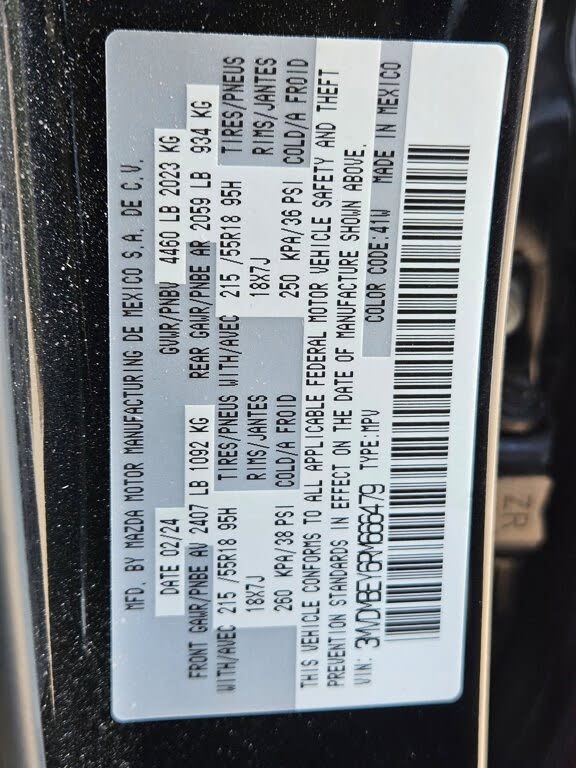 MFD. BY MAZDA MOTOR MANUFACTURING DE MEXICO S.A. DE C.V.
DATE 02/24 GVWR/PNBV 4460 LB 2023 KG
FRONT GAWR/PNBE AV 2407 LB 1092 KG REAR GAWR/PNBE AR 2059 LB 934 KG
WITH/AVEC 215 /55R18 95H TIRES/PNEUS WITH/AVEC 215 /55R18 95H TIRES/PNEUS
18X7J RIMS/JANTES 18X7J RIMS/JANTES
260 KPA/38 PSI COLD/A FROID 250 KPA/36 PSI COLD/A FROID
THIS VEHICLE CONFORMS TO ALL APPLICABLE FEDERAL MOTOR VEHICLE SAFETY AND THEFT
PREVENTION STANDARDS IN EFFECT ON THE DATE OF MANUFACTURE SHOWN ABOVE.
VIN: 3MVDMBEY6RM666479 TYPE:MPV COLOR CODE:41W MADE IN MEXICO
ZR